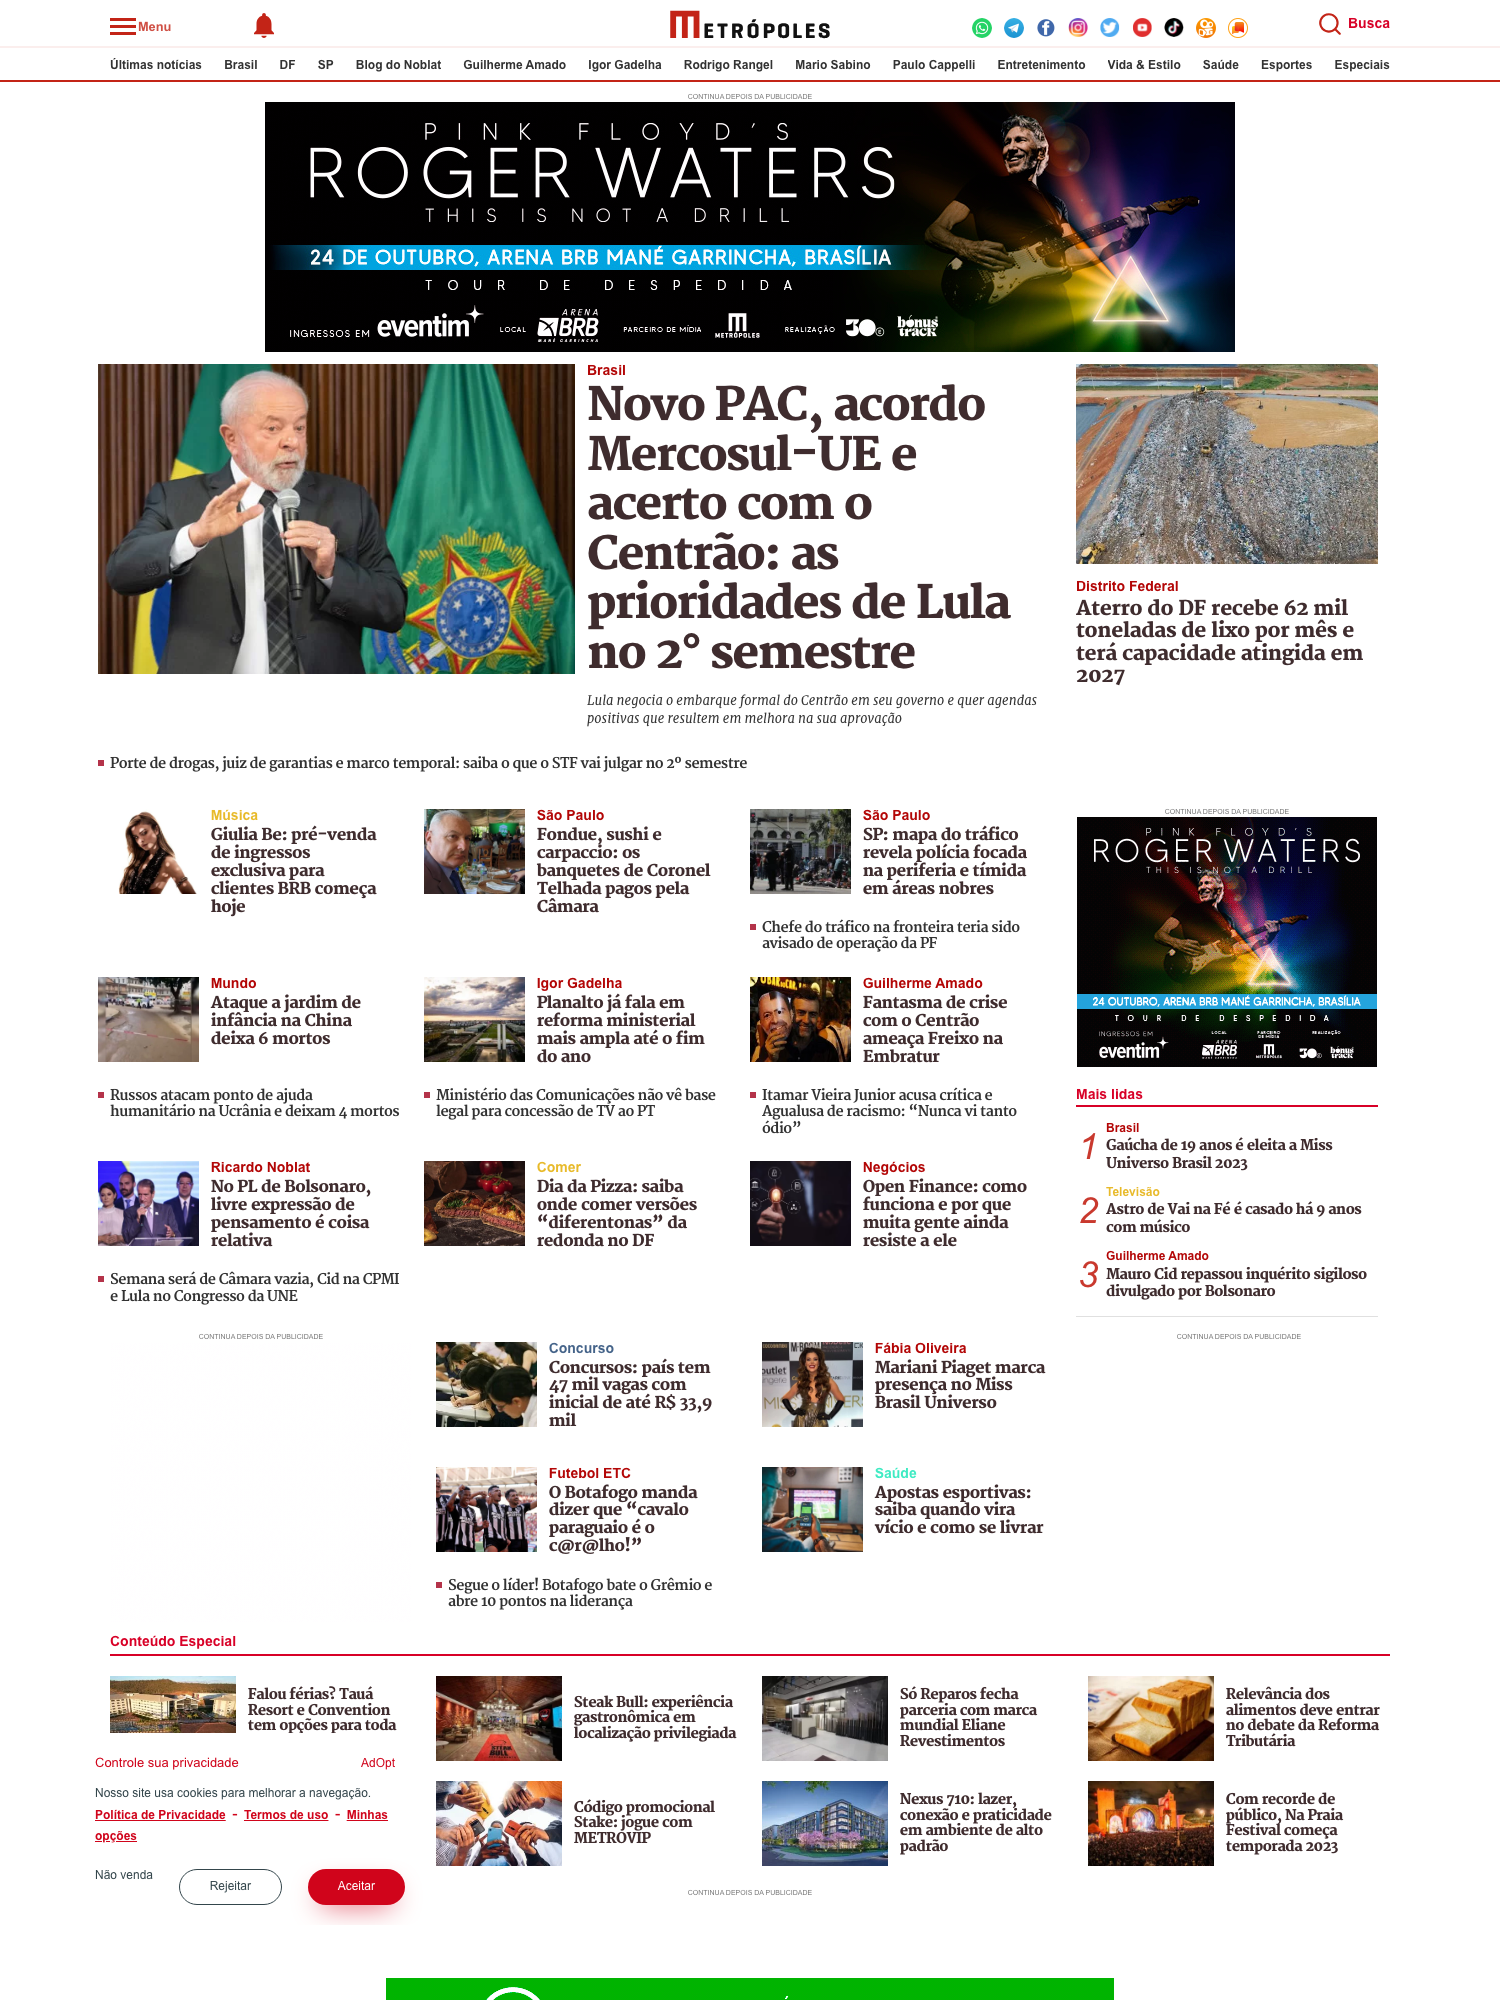 Menu
METRÓPOLES
Busca
Últimas notícias Brasil DF SP Blog do Noblat Guilherme Amado Igor Gadelha Rodrigo Rangel Mario Sabino Paulo Cappelli Entretenimento Vida & Estilo Saúde Esportes Especiais
CONTINUA DEPOIS DA PUBLICIDADE
PINK FLOYD'S
ROGER WATERS
THIS IS NOT A DRILL
24 DE OUTUBRO, ARENA BRB MANÉ GARRINCHA, BRASÍLIA
TOUR DE DESPEDIDA
INGRESSOS EM eventim LOCAL ARENA BRB MANÉ GARRINCHA PARCEIRO DE MÍDIA METRÓPOLES REALIZAÇÃO 30e bónus track
Brasil
Novo PAC, acordo
Mercosul-UE e
acerto com o
Centrão: as
prioridades de Lula
no 2° semestre
Lula negocia o embarque formal do Centrão em seu governo e quer agendas
positivas que resultem em melhora na sua aprovação
Distrito Federal
Aterro do DF recebe 62 mil
toneladas de lixo por mês e
terá capacidade atingida em
2027
Porte de drogas, juiz de garantias e marco temporal: saiba o que o STF vai julgar no 2º semestre
Música
Giulia Be: pré-venda
de ingressos
exclusiva para
clientes BRB começa
hoje
São Paulo
Fondue, sushi e
carpaccio: os
banquetes de Coronel
Telhada pagos pela
Câmara
São Paulo
SP: mapa do tráfico
revela polícia focada
na periferia e tímida
em áreas nobres
Chefe do tráfico na fronteira teria sido
avisado de operação da PF
CONTINUA DEPOIS DA PUBLICIDADE
PINK FLOYD'S
ROGER WATERS
THIS IS NOT A DRILL
24 OUTUBRO, ARENA BRB MANÉ GARRINCHA, BRASÍLIA
TOUR DE DESPEDIDA
INGRESSOS EM
eventim
LOCAL
ARENA BRB
PARCEIRO DE MÍDIA
METRÓPOLES
REALIZAÇÃO
30e bónus track
Mundo
Ataque a jardim de
infância na China
deixa 6 mortos
Russos atacam ponto de ajuda
humanitário na Ucrânia e deixam 4 mortos
Igor Gadelha
Planalto já fala em
reforma ministerial
mais ampla até o fim
do ano
Ministério das Comunicações não vê base
legal para concessão de TV ao PT
Guilherme Amado
Fantasma de crise
com o Centrão
ameaça Freixo na
Embratur
Itamar Vieira Junior acusa crítica e
Agualusa de racismo: “Nunca vi tanto
ódio”
Mais lidas
1
Brasil
Gaúcha de 19 anos é eleita a Miss
Universo Brasil 2023
2
Televisão
Astro de Vai na Fé é casado há 9 anos
com músico
3
Guilherme Amado
Mauro Cid repassou inquérito sigiloso
divulgado por Bolsonaro
Ricardo Noblat
No PL de Bolsonaro,
livre expressão de
pensamento é coisa
relativa
Semana será de Câmara vazia, Cid na CPMI
e Lula no Congresso da UNE
Comer
Dia da Pizza: saiba
onde comer versões
“diferentonas” da
redonda no DF
Negócios
Open Finance: como
funciona e por que
muita gente ainda
resiste a ele
CONTINUA DEPOIS DA PUBLICIDADE
Concurso
Concursos: país tem
47 mil vagas com
inicial de até R$ 33,9
mil
Fábia Oliveira
Mariani Piaget marca
presença no Miss
Brasil Universo
CONTINUA DEPOIS DA PUBLICIDADE
Futebol ETC
O Botafogo manda
dizer que “cavalo
paraguaio é o
c@r@lho!”
Segue o líder! Botafogo bate o Grêmio e
abre 10 pontos na liderança
Saúde
Apostas esportivas:
saiba quando vira
vício e como se livrar
Conteúdo Especial
Falou férias? Tauá
Resort e Convention
tem opções para toda
Steak Bull: experiência
gastronômica em
localização privilegiada
Só Reparos fecha
parceria com marca
mundial Eliane
Revestimentos
Relevância dos
alimentos deve entrar
no debate da Reforma
Tributária
Código promocional
Stake: jogue com
METROVIP
Nexus 710: lazer,
conexão e praticidade
em ambiente de alto
padrão
Com recorde de
público, Na Praia
Festival começa
temporada 2023
Controle sua privacidade AdOpt
Nosso site usa cookies para melhorar a navegação.
Política de Privacidade - Termos de uso - Minhas
opções
Não venda Rejeitar Aceitar
CONTINUA DEPOIS DA PUBLICIDADE